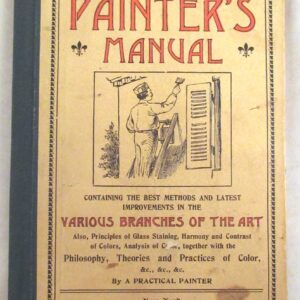 PAINTER'S
MANUAL
CONTAINING THE BEST METHODS AND LATEST
IMPROVEMENTS IN THE
VARIOUS BRANCHES OF THE ART
Also, Principles of Glass Staining, Harmony and Contrast
of Colors, Analysis of together with the
Philosophy, Theories and Practices of Color,
&c., &c., &c.
By A PRACTICAL PAINTER